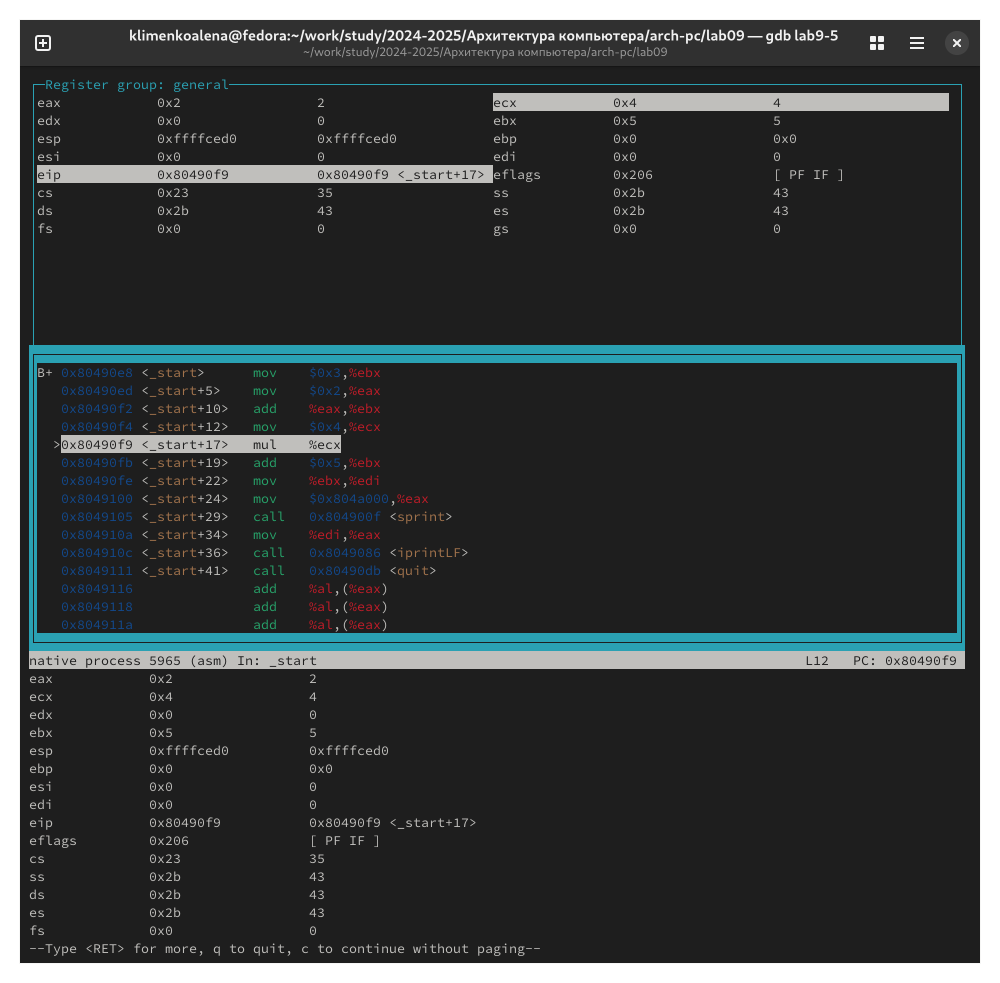 klimenkoalena@fedora:~/work/study/2024-2025/Архитектура компьютера/arch-pc/lab09 — gdb lab9-5
~/work/study/2024-2025/Архитектура компьютера/arch-pc/lab09
Register group: general
eax 0x2 2 ecx 0x4 4
edx 0x0 0 ebx 0x5 5
esp 0xffffced0 0xffffced0 ebp 0x0 0x0
esi 0x0 0 edi 0x0 0
eip 0x80490f9 0x80490f9 <_start+17> eflags 0x206 [ PF IF ]
cs 0x23 35 ss 0x2b 43
ds 0x2b 43 es 0x2b 43
fs 0x0 0 gs 0x0 0
B+ 0x80490e8 <_start> mov $0x3,%ebx
0x80490ed <_start+5> mov $0x2,%eax
0x80490f2 <_start+10> add %eax,%ebx
0x80490f4 <_start+12> mov $0x4,%ecx
>0x80490f9 <_start+17> mul %ecx
0x80490fb <_start+19> add $0x5,%ebx
0x80490fe <_start+22> mov %ebx,%edi
0x8049100 <_start+24> mov $0x804a000,%eax
0x8049105 <_start+29> call 0x804900f <sprint>
0x804910a <_start+34> mov %edi,%eax
0x804910c <_start+36> call 0x8049086 <iprintLF>
0x8049111 <_start+41> call 0x80490db <quit>
0x8049116 add %al,(%eax)
0x8049118 add %al,(%eax)
0x804911a add %al,(%eax)
native process 5965 (asm) In: _start L12 PC: 0x80490f9
eax 0x2 2
ecx 0x4 4
edx 0x0 0
ebx 0x5 5
esp 0xffffced0 0xffffced0
ebp 0x0 0x0
esi 0x0 0
edi 0x0 0
eip 0x80490f9 0x80490f9 <_start+17>
eflags 0x206 [ PF IF ]
cs 0x23 35
ss 0x2b 43
ds 0x2b 43
es 0x2b 43
fs 0x0 0
--Type <RET> for more, q to quit, c to continue without paging--